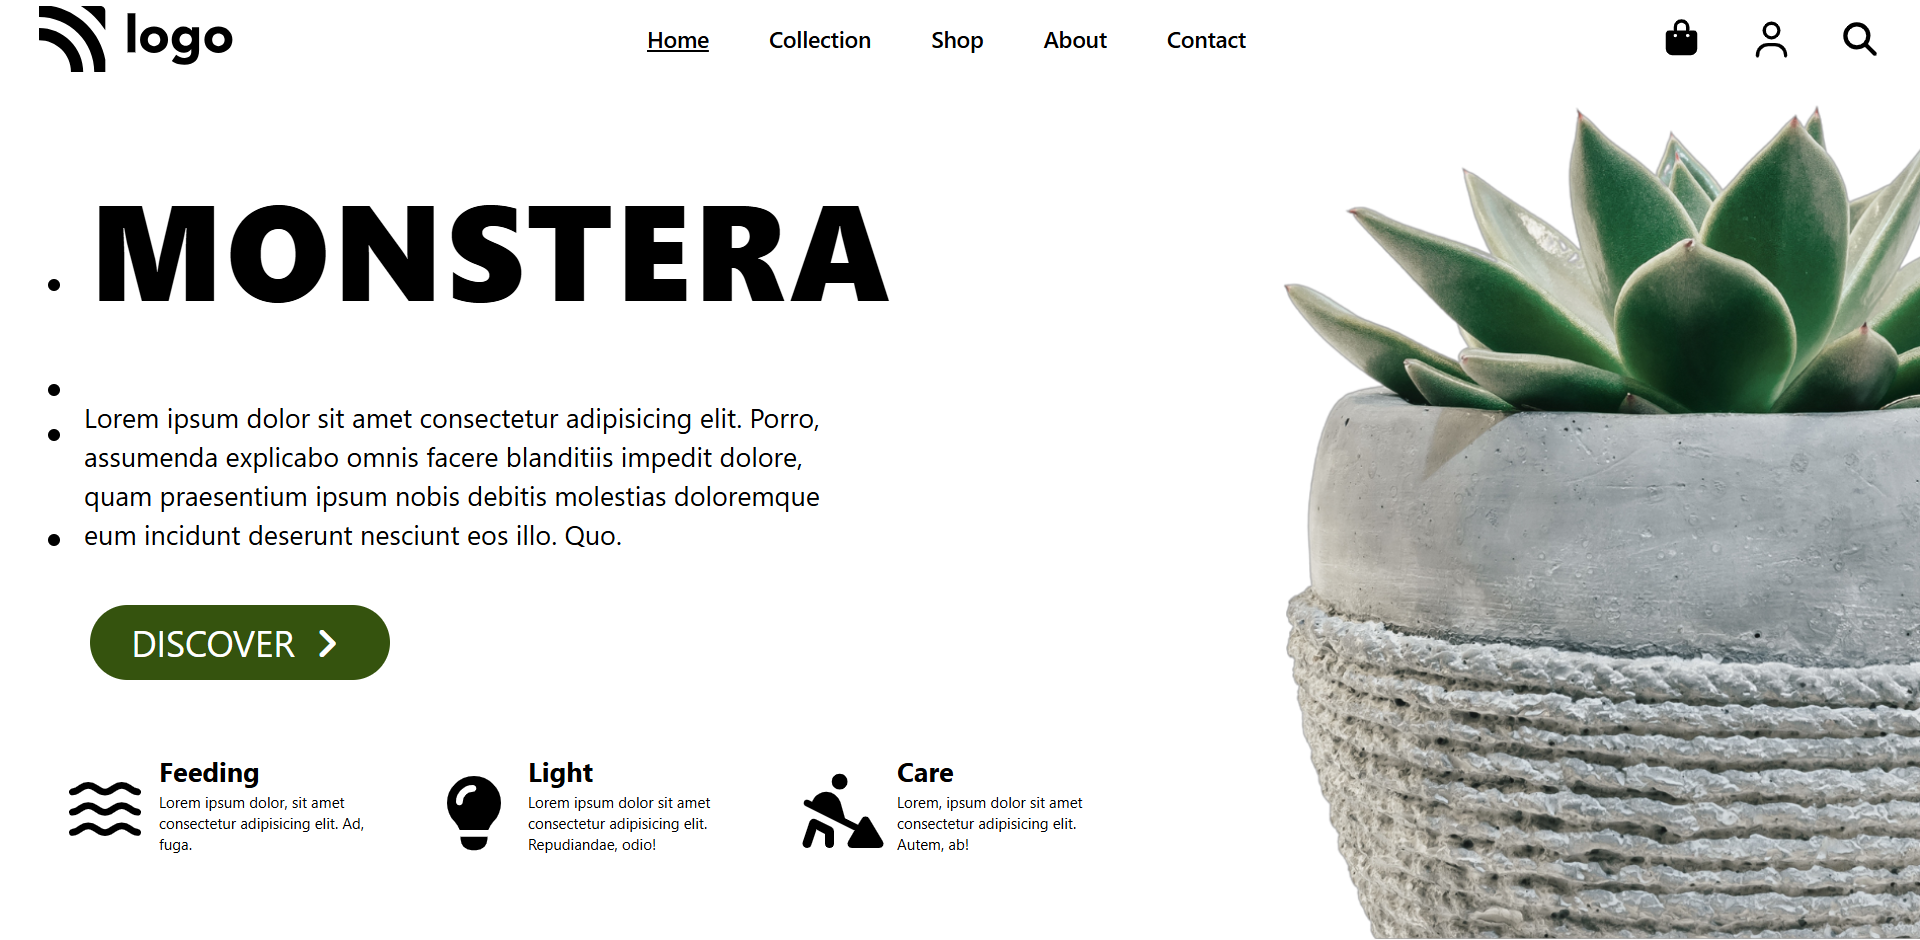 logo
Home Collection Shop About Contact
MONSTERA
Lorem ipsum dolor sit amet consectetur adipisicing elit. Porro,
assumenda explicabo omnis facere blanditiis impedit dolore,
quam praesentium ipsum nobis debitis molestias doloremque
eum incidunt deserunt nesciunt eos illo. Quo.
DISCOVER
Feeding
Lorem ipsum dolor, sit amet
consectetur adipisicing elit. Ad,
fuga.
Light
Lorem ipsum dolor sit amet
consectetur adipisicing elit.
Repudiandae, odio!
Care
Lorem, ipsum dolor sit amet
consectetur adipisicing elit.
Autem, ab!